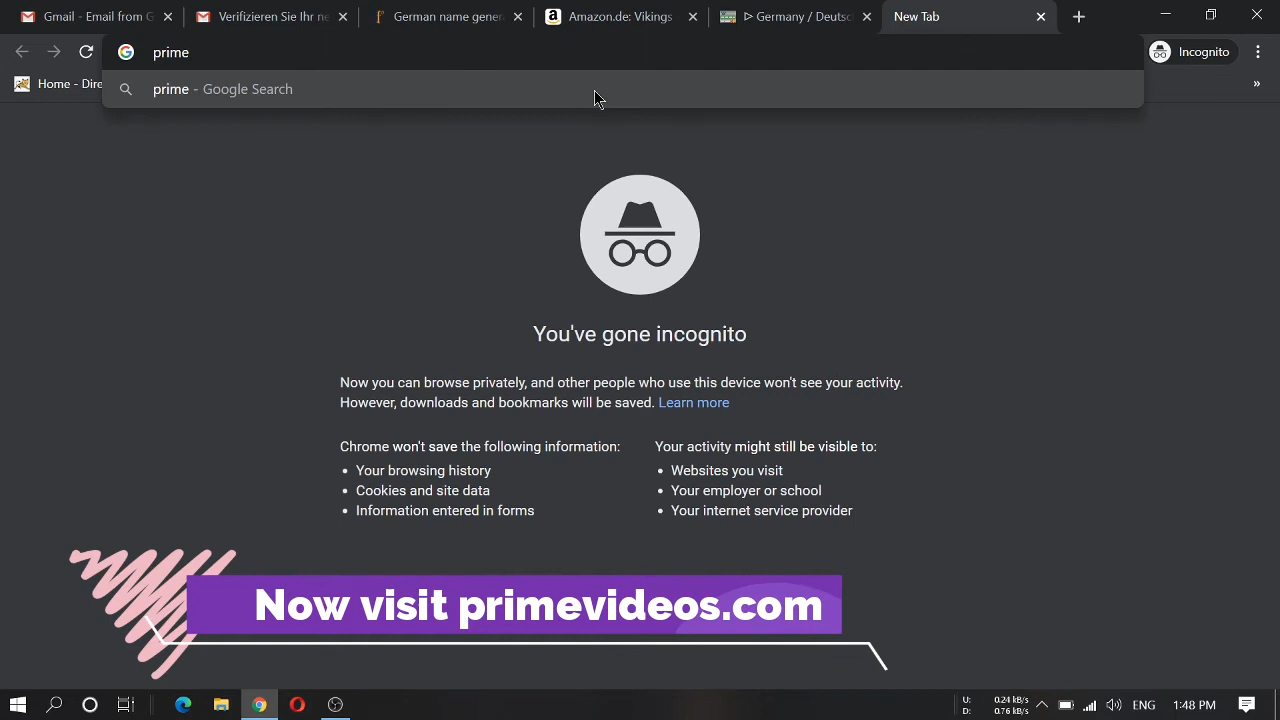 Gmail - Email from G
Verifizieren Sie Ihr ne
German name gener
Amazon.de: Vikings
ᐅ Germany / Deutsc
New Tab
prime
Incognito
prime - Google Search
Home - Dire
»
You've gone incognito
Now you can browse privately, and other people who use this device won't see your activity.
However, downloads and bookmarks will be saved. Learn more
Chrome won't save the following information:
• Your browsing history
• Cookies and site data
• Information entered in forms
Your activity might still be visible to:
• Websites you visit
• Your employer or school
• Your internet service provider
Now visit primevideos.com
U: 0.24 kB/s
D: 0.76 kB/s
ENG
1:48 PM